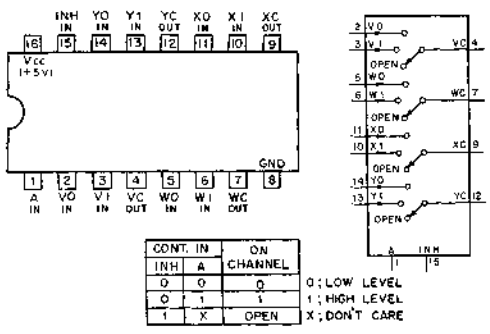 INH YO Y1 YC XO X1 XC
IN IN IN OUT IN IN OUT
16 15 14 13 12 11 10 9
Vcc
(+5V)
GND
1 2 3 4 5 6 7 8
A VO V1 VC WO W1 WC
IN IN IN OUT IN IN OUT
2 VO
3 V1 VC 4
OPEN
5 WO
6 W1 WC 7
OPEN
11 XO
10 X1 XC 9
OPEN
14 YO
13 Y1 YC 12
OPEN
A INH
1 15
CONT. IN ON CHANNEL
INH A
0 0 0
0 1 1
1 X OPEN
0 ; LOW LEVEL
1 ; HIGH LEVEL
X ; DON'T CARE